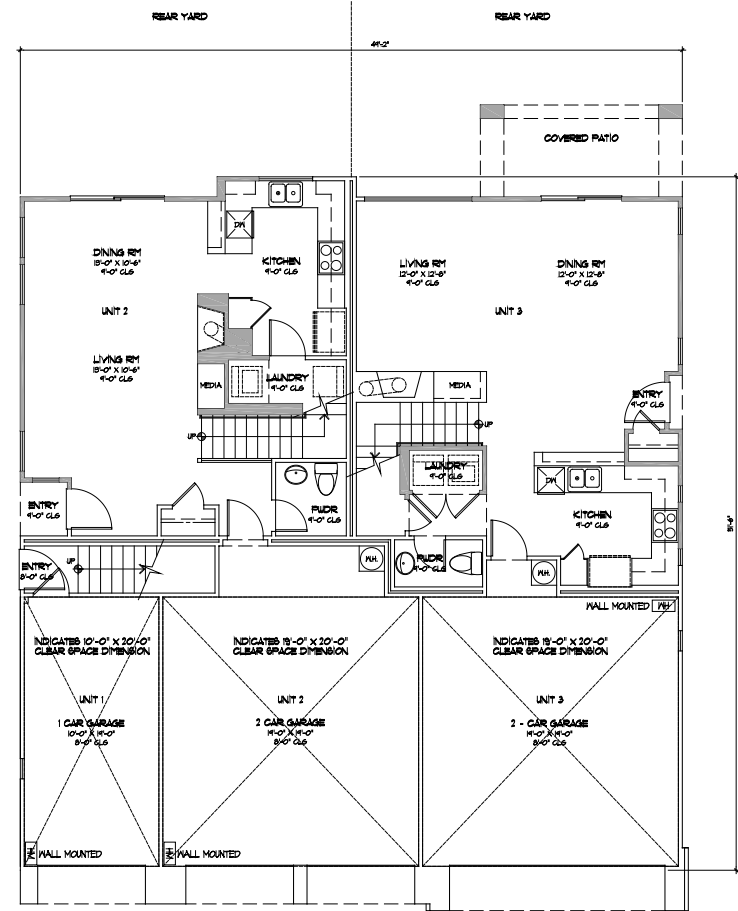 REAR YARD
REAR YARD
49'-2"
COVERED PATIO
DW
DINING RM
13'-0" X 10'-6"
9'-0" CLG
KITCHEN
9'-0" CLG
LIVING RM
12'-0" X 12'-8"
9'-0" CLG
DINING RM
12'-0" X 12'-8"
9'-0" CLG
UNIT 2
UNIT 3
LIVING RM
13'-0" X 10'-6"
9'-0" CLG
MEDIA
LAUNDRY
9'-0" CLG
MEDIA
ENTRY
9'-0" CLG
UP
UP
LAUNDRY
9'-0" CLG
DW
ENTRY
9'-0" CLG
PWDR
9'-0" CLG
KITCHEN
9'-0" CLG
ENTRY
8'-0" CLG
UP
W.H.
PWDR
9'-0" CLG
W.H.
WALL MOUNTED
WH
INDICATES 10'-0" X 20'-0"
CLEAR SPACE DIMENSION
INDICATES 19'-0" X 20'-0"
CLEAR SPACE DIMENSION
INDICATES 19'-0" X 20'-0"
CLEAR SPACE DIMENSION
UNIT 1
1 CAR GARAGE
10'-0" X 19'-0"
8'-0" CLG
UNIT 2
2 CAR GARAGE
19'-0" X 19'-0"
8'-0" CLG
UNIT 3
2 - CAR GARAGE
19'-0" X 19'-0"
8'-0" CLG
WH
WALL MOUNTED
WH
WALL MOUNTED